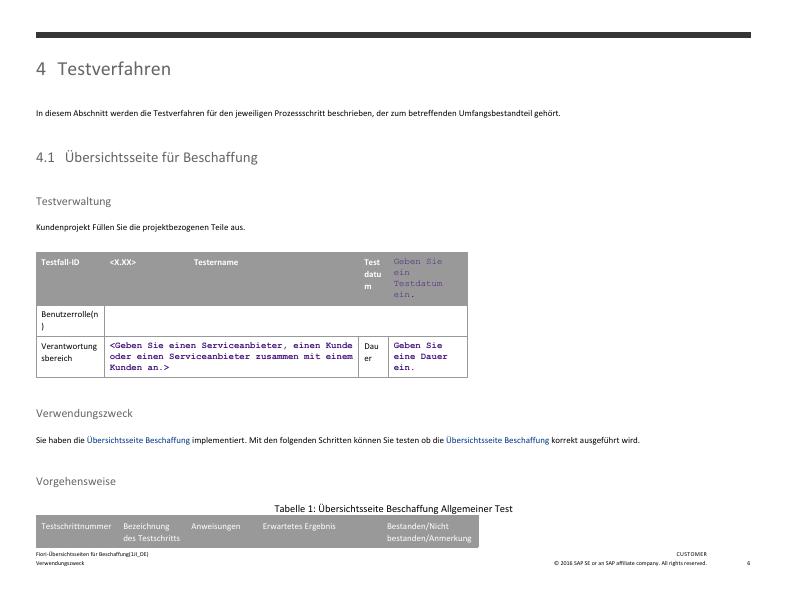 4 Testverfahren
In diesem Abschnitt werden die Testverfahren für den jeweiligen Prozessschritt beschrieben, der zum betreffenden Umfangsbestandteil gehört.
4.1 Übersichtsseite für Beschaffung
Testverwaltung
Kundenprojekt Füllen Sie die projektbezogenen Teile aus.
Testfall-ID <X.XX> Testername Test Geben Sie
datu ein
m Testdatum
ein.
Benutzerrolle(n
)
Verantwortung <Geben Sie einen Serviceanbieter, einen Kunde Dau Geben Sie
sbereich oder einen Serviceanbieter zusammen mit einem er eine Dauer
Kunden an.> ein.
Verwendungszweck
Sie haben die Übersichtsseite Beschaffung implementiert. Mit den folgenden Schritten können Sie testen ob die Übersichtsseite Beschaffung korrekt ausgeführt wird.
Vorgehensweise
Tabelle 1: Übersichtsseite Beschaffung Allgemeiner Test
Testschrittnummer Bezeichnung Anweisungen Erwartetes Ergebnis Bestanden/Nicht
des Testschritts bestanden/Anmerkung
Fiori-Übersichtsseiten für Beschaffung(1JI_DE) CUSTOMER
Verwendungszweck © 2016 SAP SE or an SAP affiliate company. All rights reserved. 6